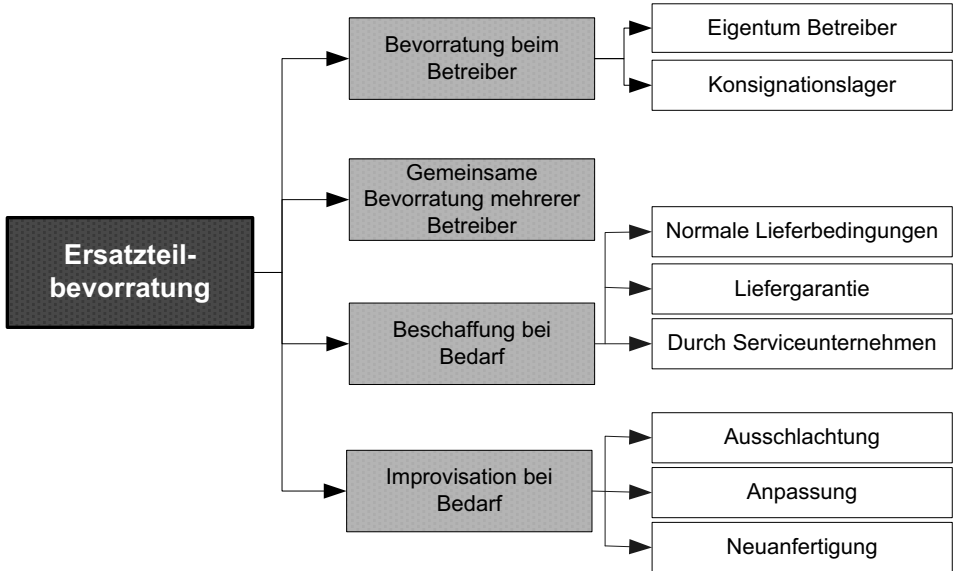 Ersatzteil-
bevorratung
Bevorratung beim
Betreiber
Eigentum Betreiber
Konsignationslager
Gemeinsame
Bevorratung mehrerer
Betreiber
Beschaffung bei
Bedarf
Normale Lieferbedingungen
Liefergarantie
Durch Serviceunternehmen
Improvisation bei
Bedarf
Ausschlachtung
Anpassung
Neuanfertigung